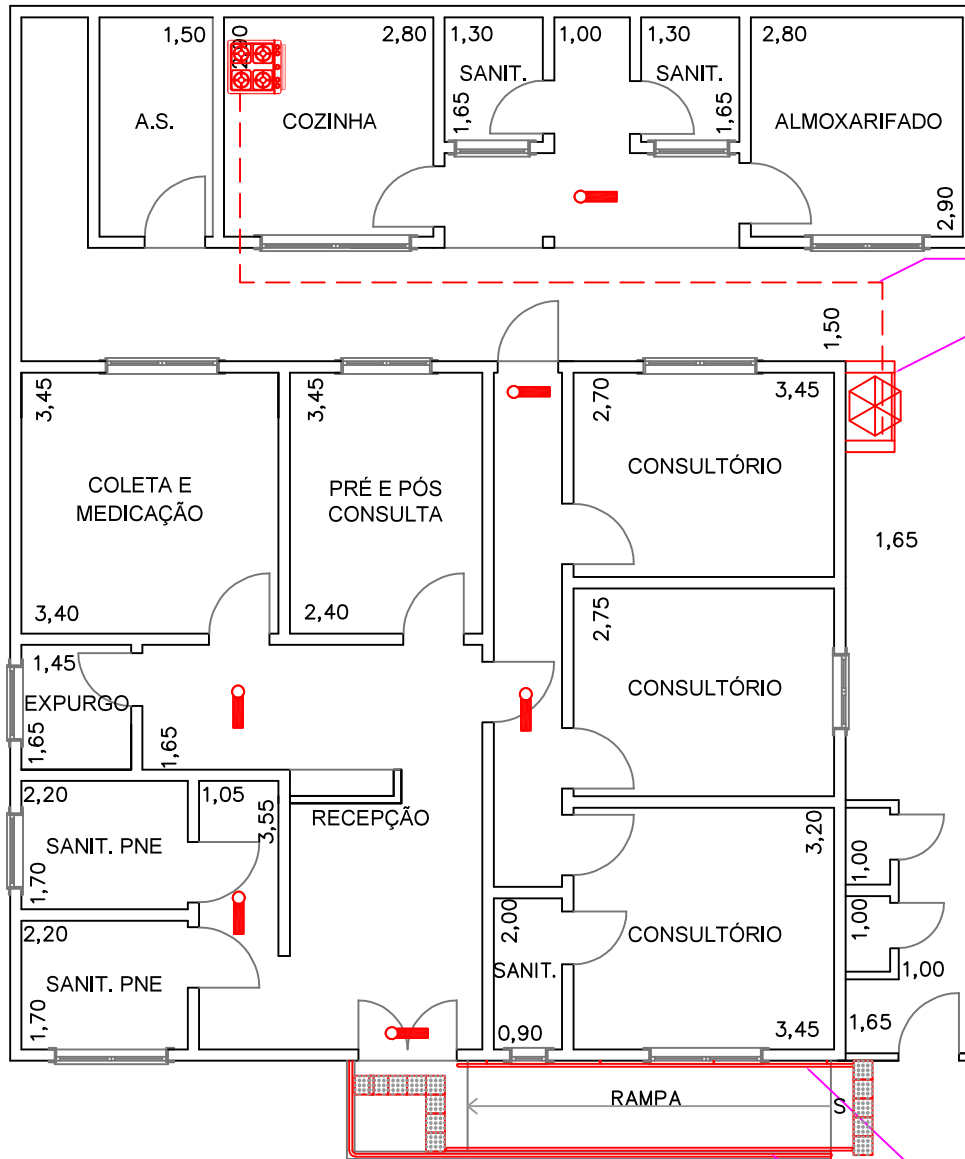 1,50
2,90
2,80
1,30
1,00
1,30
2,80
SANIT.
SANIT.
A.S.
COZINHA
1,65
1,65
ALMOXARIFADO
2,90
1,50
3,45
3,45
2,70
3,45
COLETA E
MEDICAÇÃO
PRÉ E PÓS
CONSULTA
CONSULTÓRIO
1,65
3,40
2,40
2,75
1,45
EXPURGO
CONSULTÓRIO
1,65
1,65
2,20
1,05
3,55
RECEPÇÃO
3,20
SANIT. PNE
1,70
1,00
2,20
2,00
CONSULTÓRIO
1,00
SANIT. PNE
SANIT.
1,00
1,70
0,90
3,45
1,65
RAMPA
S